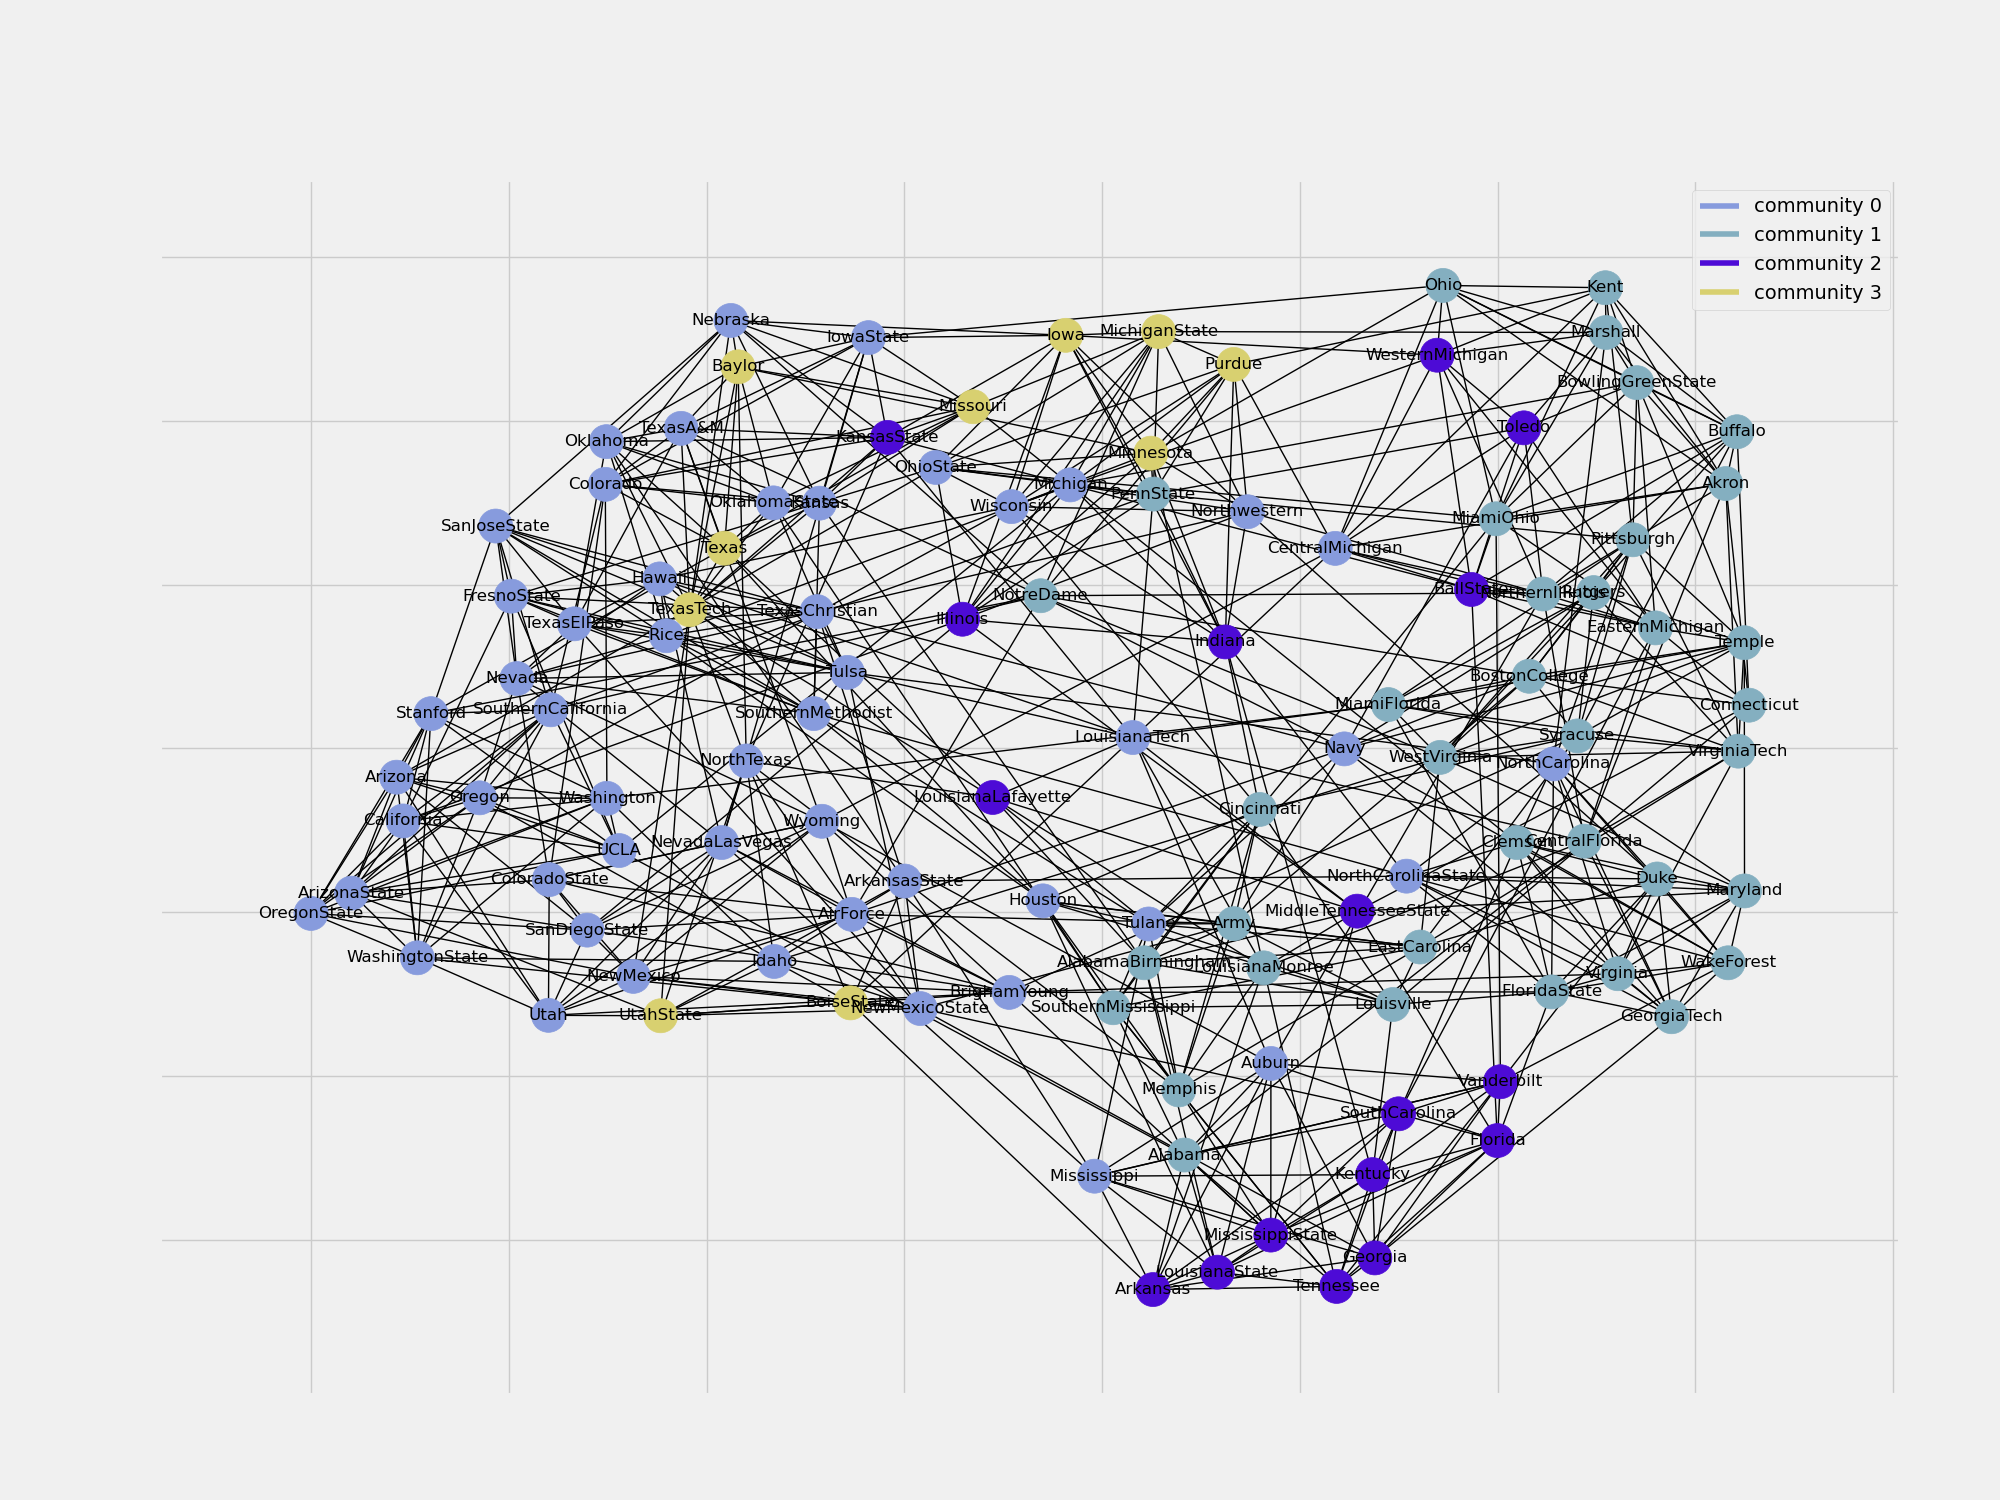 community 0
community 1
community 2
community 3
Ohio
Kent
Nebraska
IowaState
Iowa
MichiganState
Marshall
WesternMichigan
Baylor
Purdue
BowlingGreenState
Missouri
TexasA&M
Toledo
Buffalo
Oklahoma
KansasState
Minnesota
OhioState
Colorado
Michigan
Akron
PennState
OklahomaState
Kansas
Wisconsin
Northwestern
MiamiOhio
SanJoseState
Pittsburgh
Texas
CentralMichigan
Hawaii
FresnoState
NotreDame
BallState
NorthernIllinois
Rutgers
TexasTech
TexasChristian
Illinois
TexasElPaso
EasternMichigan
Rice
Indiana
Temple
Tulsa
Nevada
BostonCollege
MiamiFlorida
Connecticut
SouthernCalifornia
Stanford
SouthernMethodist
LouisianaTech
Syracuse
Navy
VirginiaTech
WestVirginia
NorthCarolina
NorthTexas
Arizona
LouisianaLafayette
Oregon
Washington
Cincinnati
California
Wyoming
Clemson
CentralFlorida
NevadaLasVegas
UCLA
NorthCarolinaState
Duke
ColoradoState
ArkansasState
Maryland
ArizonaState
Houston
MiddleTennesseeState
OregonState
AirForce
Tulane
Army
SanDiegoState
EastCarolina
WashingtonState
Idaho
AlabamaBirmingham
WakeForest
LouisianaMonroe
Virginia
NewMexico
BrighamYoung
FloridaState
BoiseState
Louisville
NewMexicoState
SouthernMississippi
Utah
UtahState
GeorgiaTech
Auburn
Vanderbilt
Memphis
SouthCarolina
Florida
Alabama
Kentucky
Mississippi
MississippiState
Georgia
LouisianaState
Tennessee
Arkansas